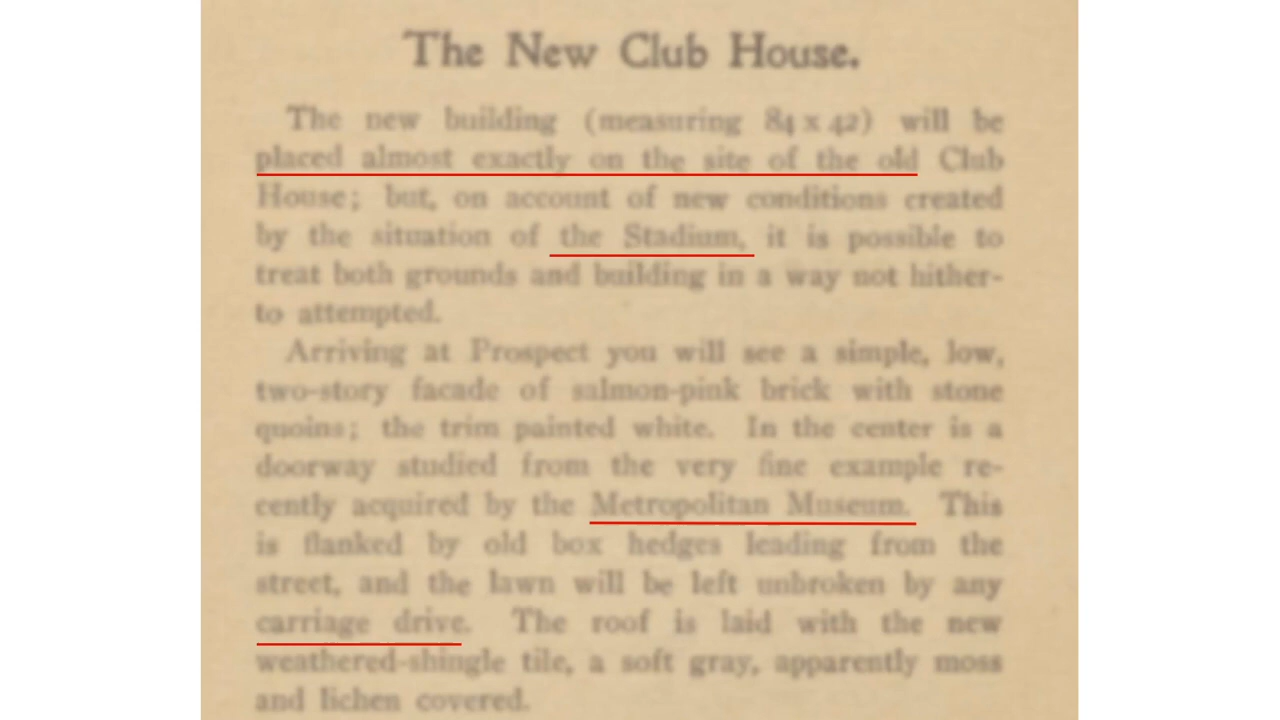 The New Club House.
The new building (measuring 84 x 42) will be
placed almost exactly on the site of the old Club
House; but, on account of new conditions created
by the situation of the Stadium, it is possible to
treat both grounds and building in a way not hither-
to attempted.
Arriving at Prospect you will see a simple, low,
two-story facade of salmon-pink brick with stone
quoins; the trim painted white. In the center is a
doorway studied from the very fine example re-
cently acquired by the Metropolitan Museum. This
is flanked by old box hedges leading from the
street, and the lawn will be left unbroken by any
carriage drive. The roof is laid with the new
weathered-shingle tile, a soft gray, apparently moss
and lichen covered.